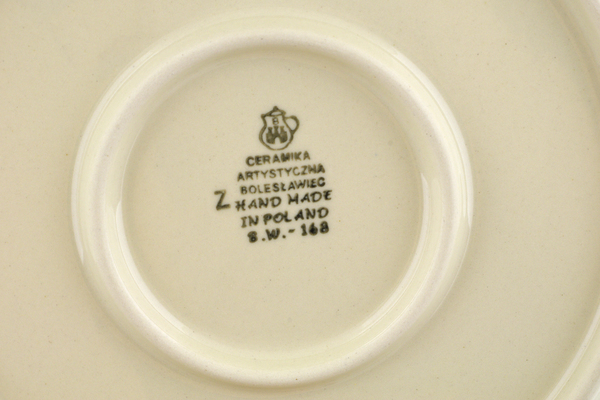 B
CERAMIKA
ARTYSTYCZNA
BOLESŁAWIEC
Z HAND MADE
IN POLAND
B.W.-168